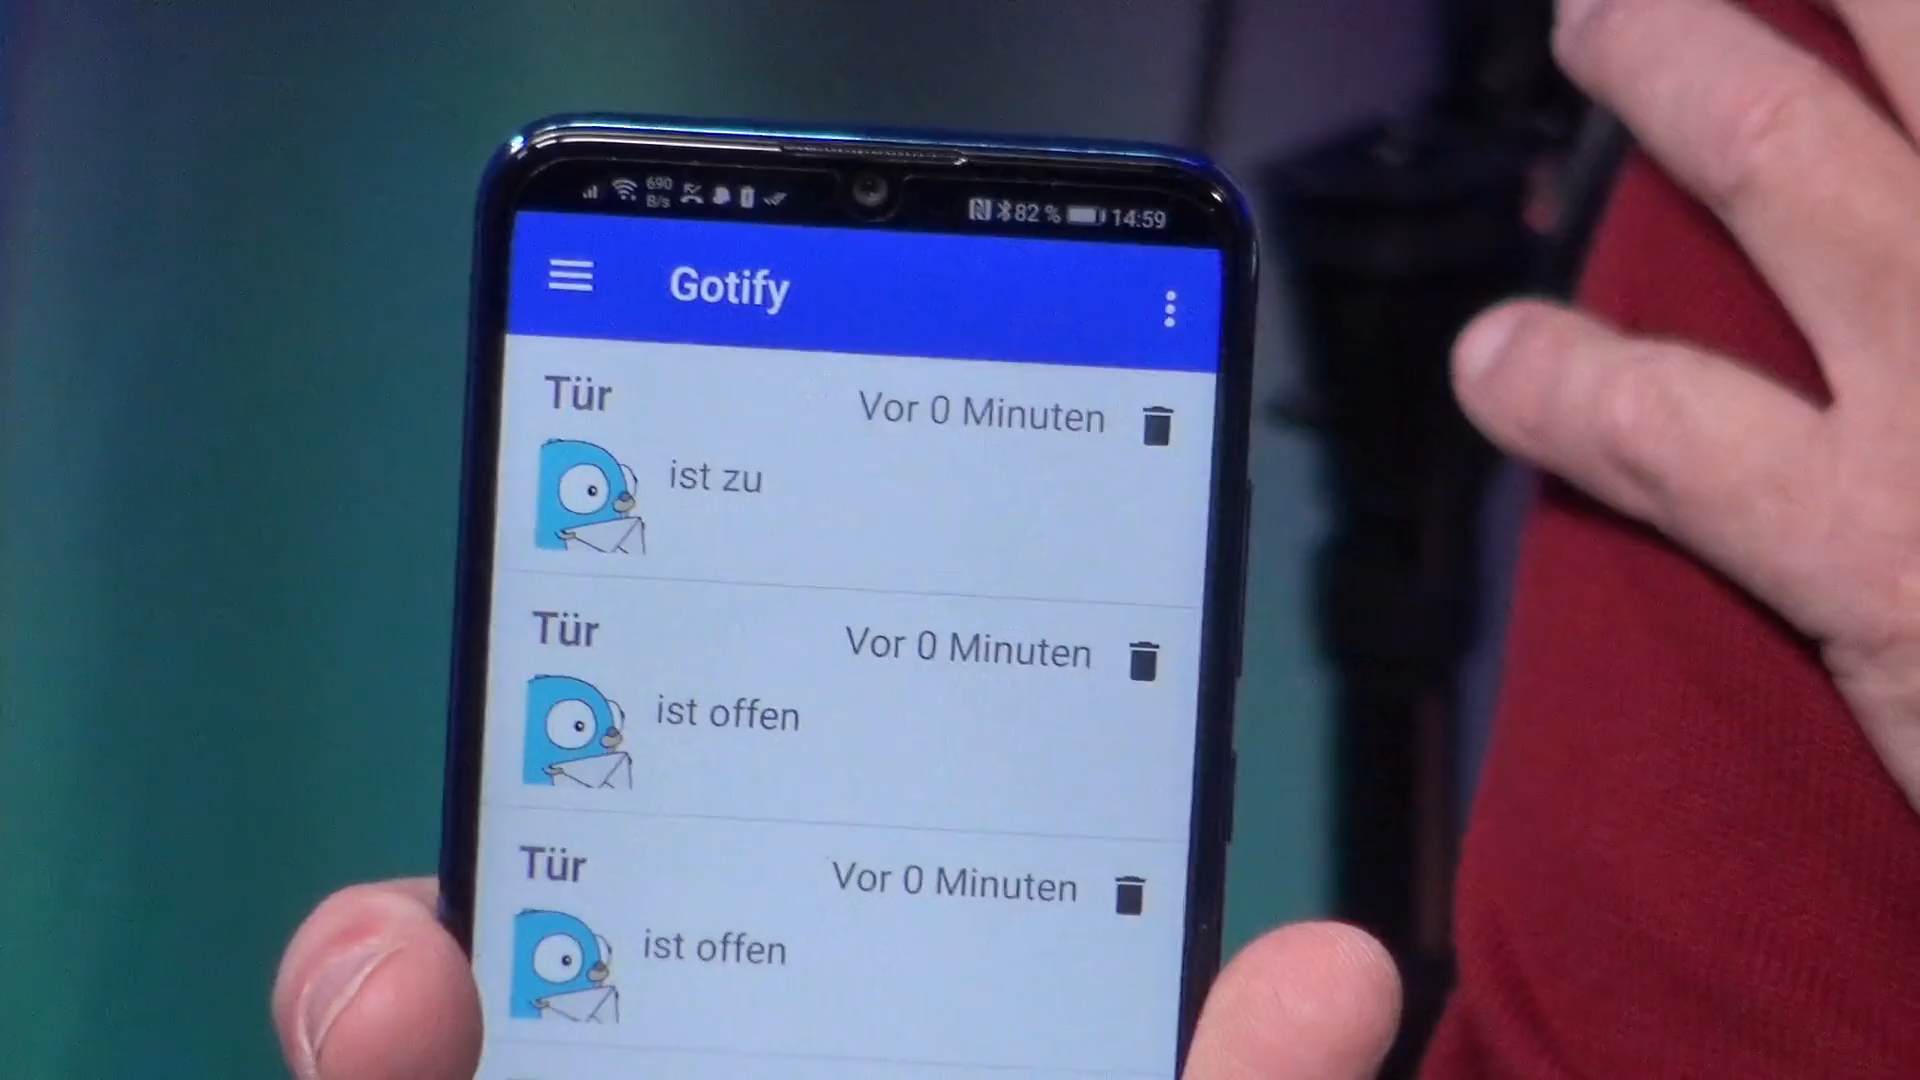 690
B/s
82 %
14:59
Gotify
Tür
Vor 0 Minuten
ist zu
Tür
Vor 0 Minuten
ist offen
Tür
Vor 0 Minuten
ist offen